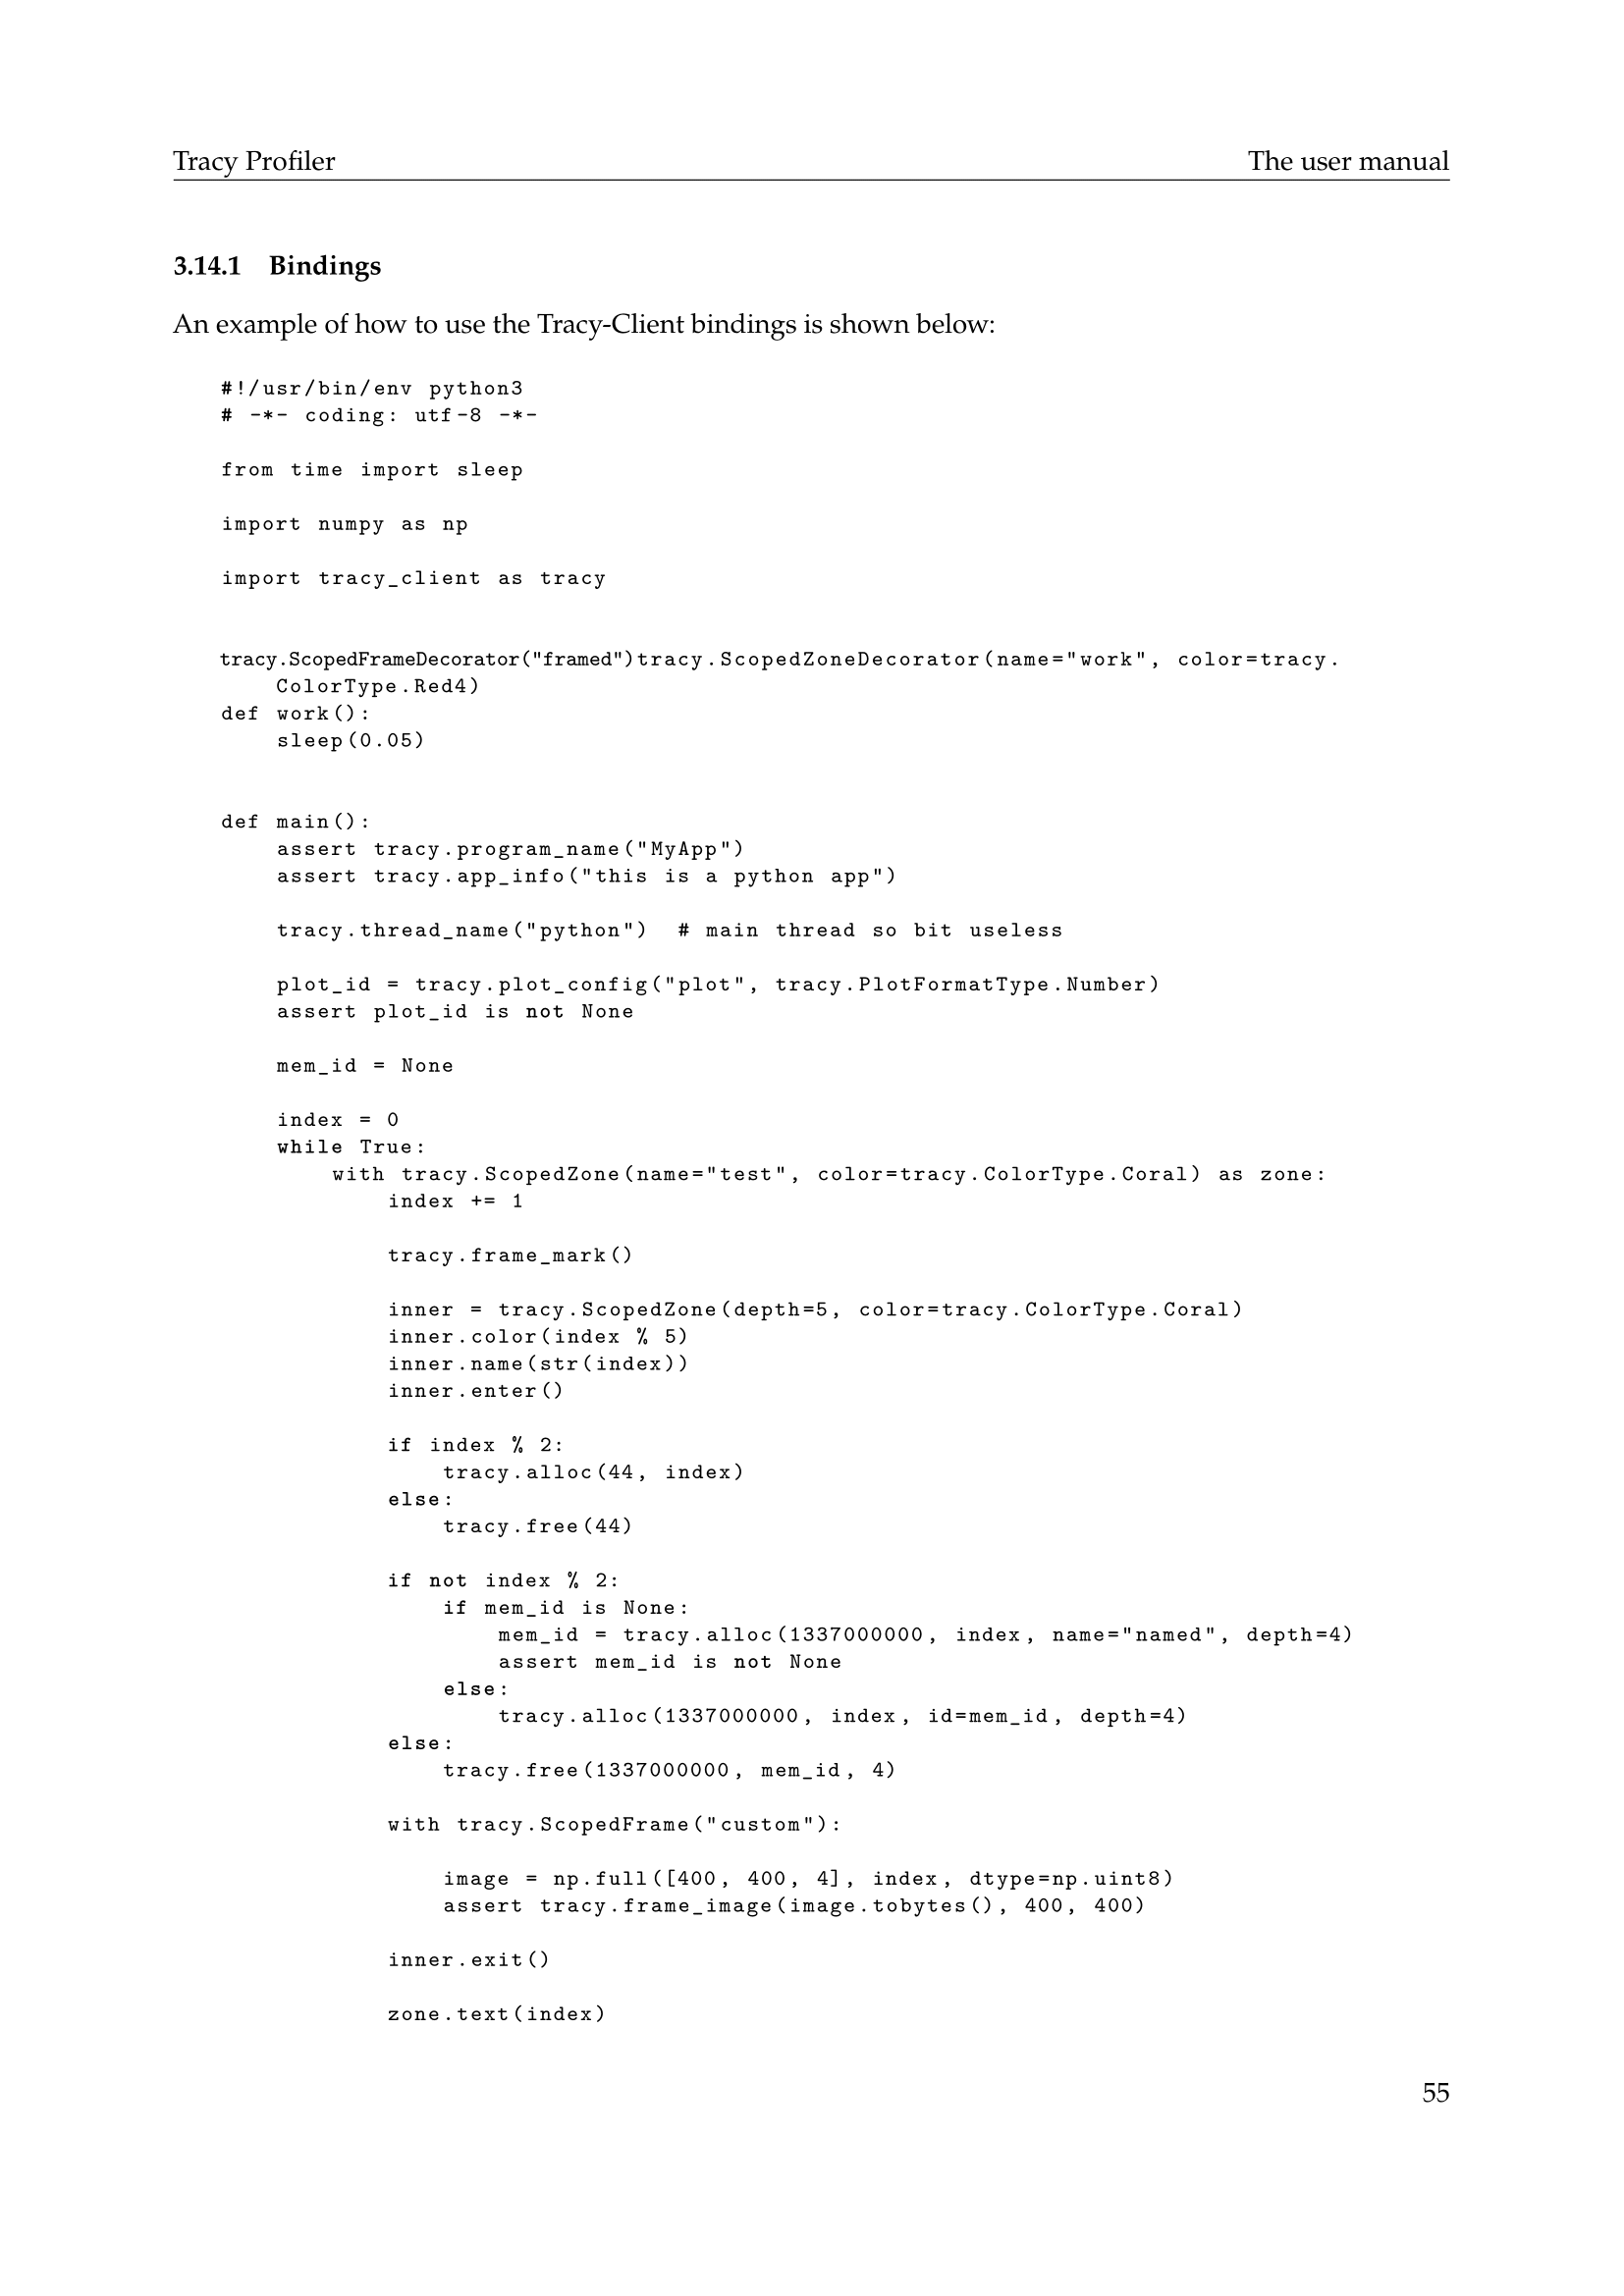 Tracy Profiler The user manual
3.14.1 Bindings
An example of how to use the Tracy-Client bindings is shown below:
#!/usr/bin/env python3
# -*- coding: utf-8 -*-
from time import sleep
import numpy as np
import tracy_client as tracy
tracy.ScopedFrameDecorator("framed")tracy.ScopedZoneDecorator(name="work", color=tracy.
ColorType.Red4)
def work():
sleep(0.05)
def main():
assert tracy.program_name("MyApp")
assert tracy.app_info("this is a python app")
tracy.thread_name("python")  # main thread so bit useless
plot_id = tracy.plot_config("plot", tracy.PlotFormatType.Number)
assert plot_id is not None
mem_id = None
index = 0
while True:
with tracy.ScopedZone(name="test", color=tracy.ColorType.Coral) as zone:
index += 1
tracy.frame_mark()
inner = tracy.ScopedZone(depth=5, color=tracy.ColorType.Coral)
inner.color(index % 5)
inner.name(str(index))
inner.enter()
if index % 2:
tracy.alloc(44, index)
else:
tracy.free(44)
if not index % 2:
if mem_id is None:
mem_id = tracy.alloc(1337000000, index, name="named", depth=4)
assert mem_id is not None
else:
tracy.alloc(1337000000, index, id=mem_id, depth=4)
else:
tracy.free(1337000000, mem_id, 4)
with tracy.ScopedFrame("custom"):
image = np.full([400, 400, 4], index, dtype=np.uint8)
assert tracy.frame_image(image.tobytes(), 400, 400)
inner.exit()
zone.text(index)
55